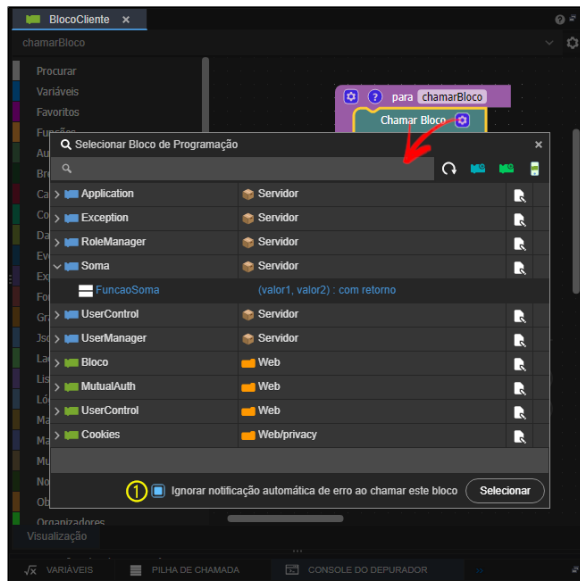 BlocoCliente ×
chamarBloco
Procurar
Variáveis
Favoritos
para chamarBloco
Chamar Bloco
Selecionar Bloco de Programação ×
Application Servidor
Exception Servidor
RoleManager Servidor
Soma Servidor
FuncaoSoma (valor1, valor2) : com retorno
UserControl Servidor
UserManager Servidor
Bloco Web
MutualAuth Web
UserControl Web
Cookies Web/privacy
1 Ignorar notificação automática de erro ao chamar este bloco Selecionar
Organizadores
Visualização
VARIÁVEIS PILHA DE CHAMADA CONSOLE DO DEPURADOR